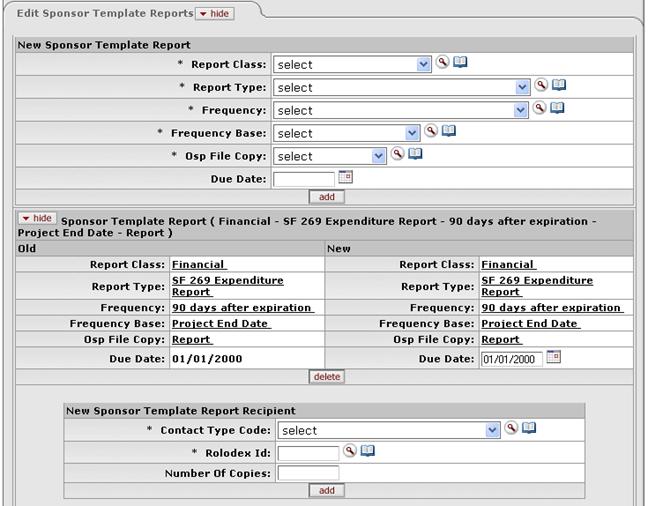 Edit Sponsor Template Reports hide
New Sponsor Template Report
* Report Class: select
* Report Type: select
* Frequency: select
* Frequency Base: select
* Osp File Copy: select
Due Date:
add
hide Sponsor Template Report ( Financial - SF 269 Expenditure Report - 90 days after expiration -
Project End Date - Report )
Old New
Report Class: Financial Report Class: Financial
Report Type: SF 269 Expenditure Report Type: SF 269 Expenditure
Report Report
Frequency: 90 days after expiration Frequency: 90 days after expiration
Frequency Base: Project End Date Frequency Base: Project End Date
Osp File Copy: Report Osp File Copy: Report
Due Date: 01/01/2000 Due Date: 01/01/2000
delete
New Sponsor Template Report Recipient
* Contact Type Code: select
* Rolodex Id:
Number Of Copies:
add